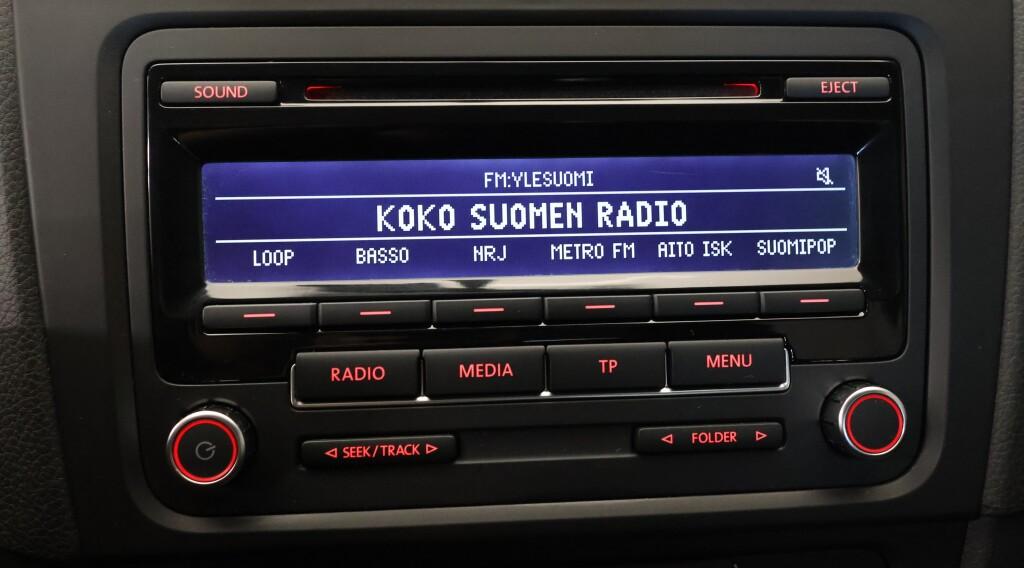 SOUND
EJECT
FM:YLESUOMI
KOKO SUOMEN RADIO
LOOP BASSO NRJ METRO FM AITO ISK SUOMIPOP
RADIO MEDIA TP MENU
SEEK/TRACK
FOLDER